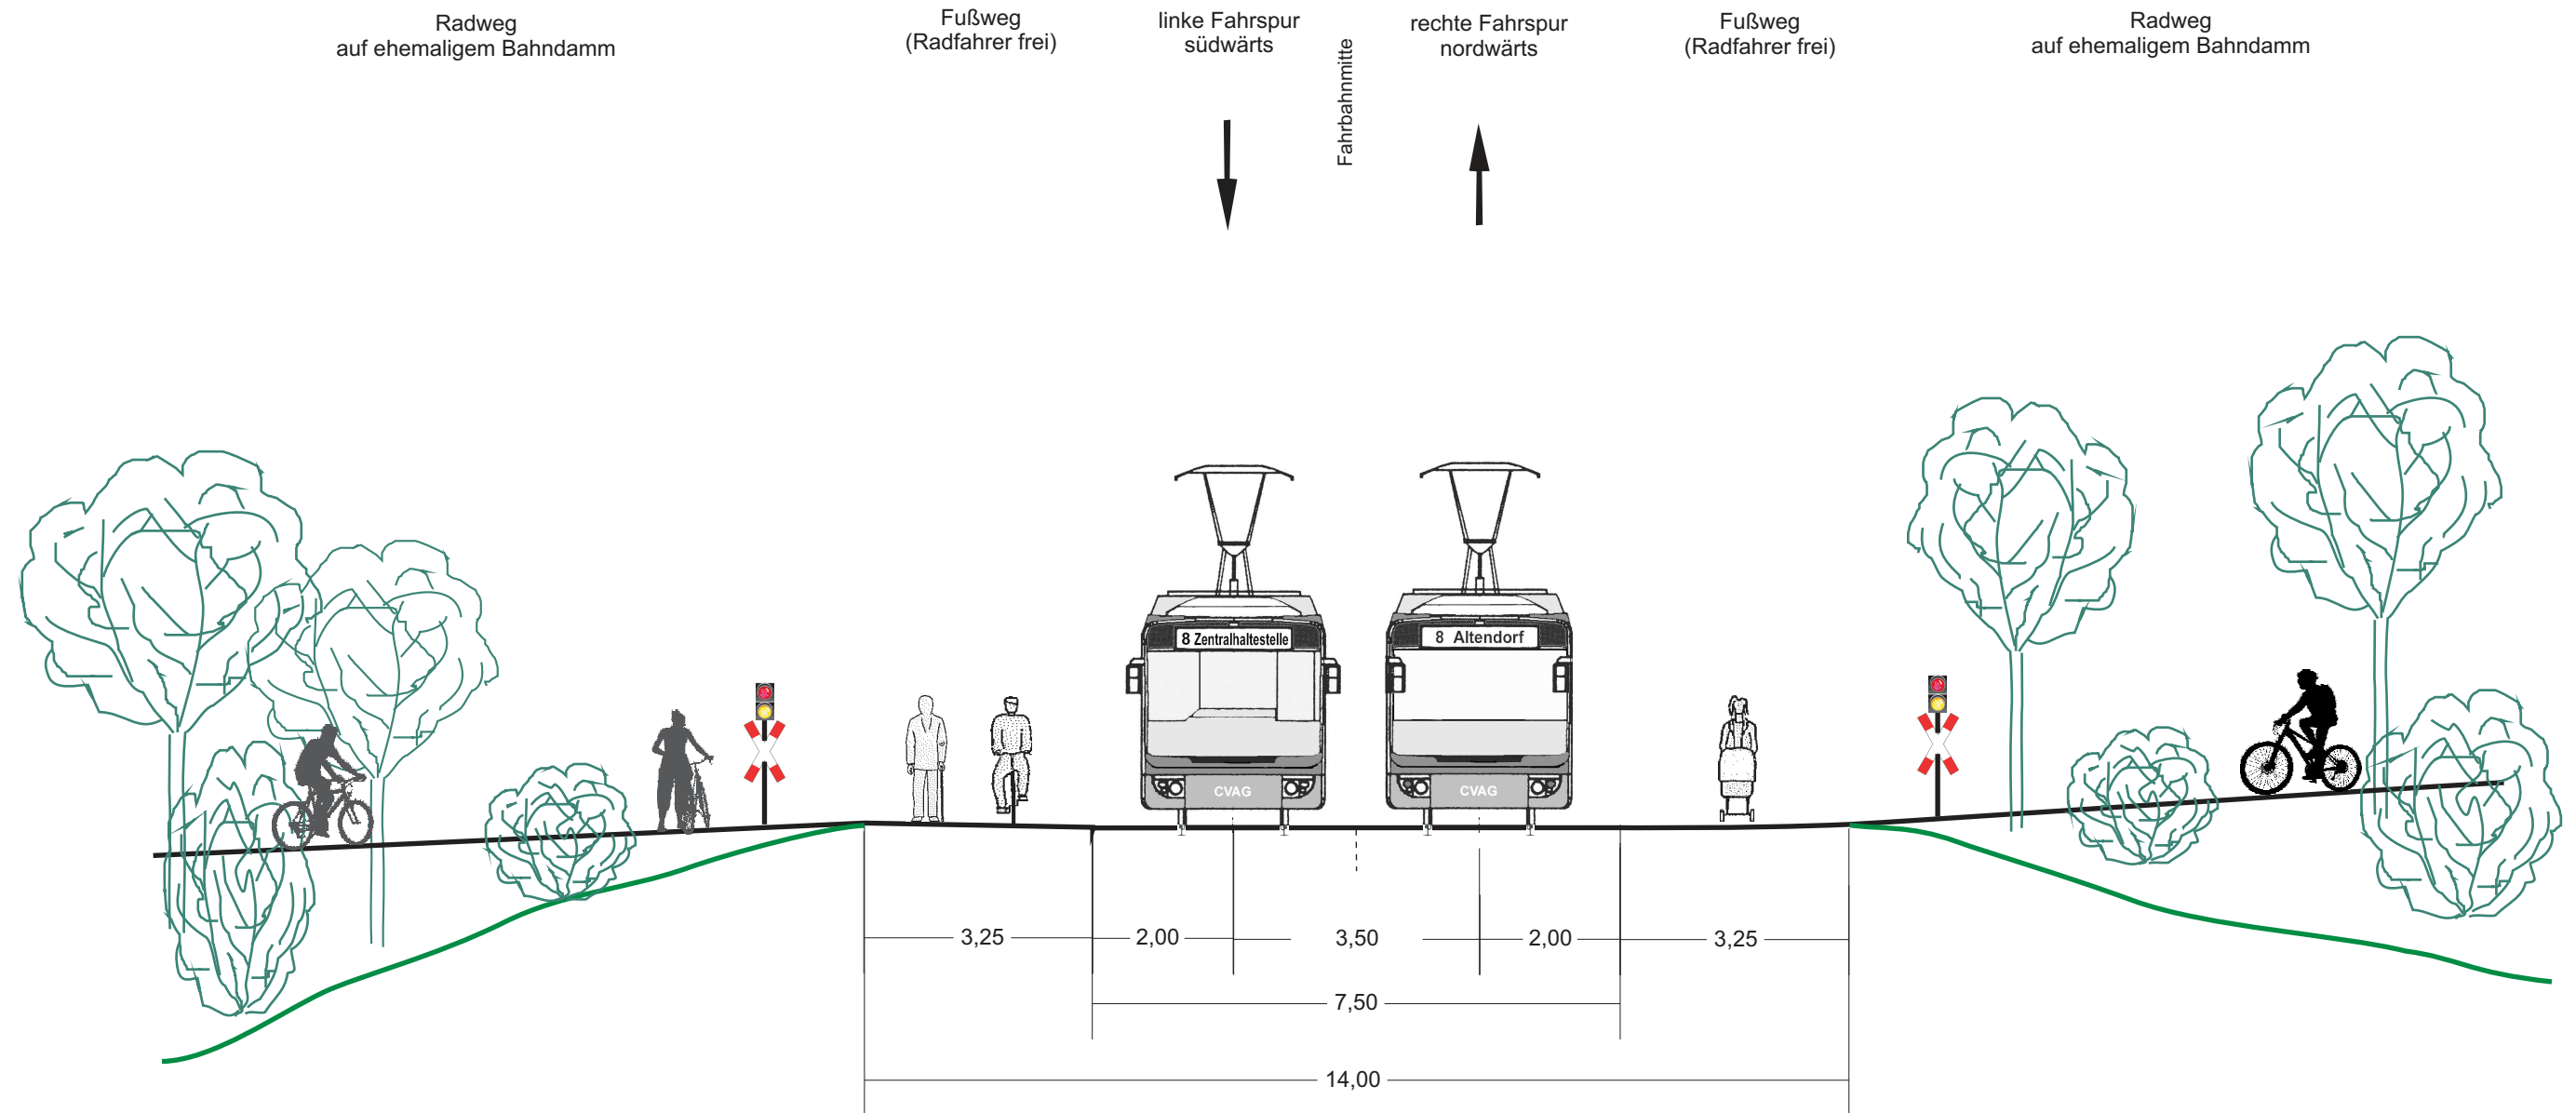 Radweg
auf ehemaligem Bahndamm
Fußweg
(Radfahrer frei)
linke Fahrspur
südwärts
Fahrbahnmitte
rechte Fahrspur
nordwärts
Fußweg
(Radfahrer frei)
Radweg
auf ehemaligem Bahndamm
8 Zentralhaltestelle
8 Altendorf
CVAG
CVAG
3,25
2,00
3,50
2,00
3,25
7,50
14,00